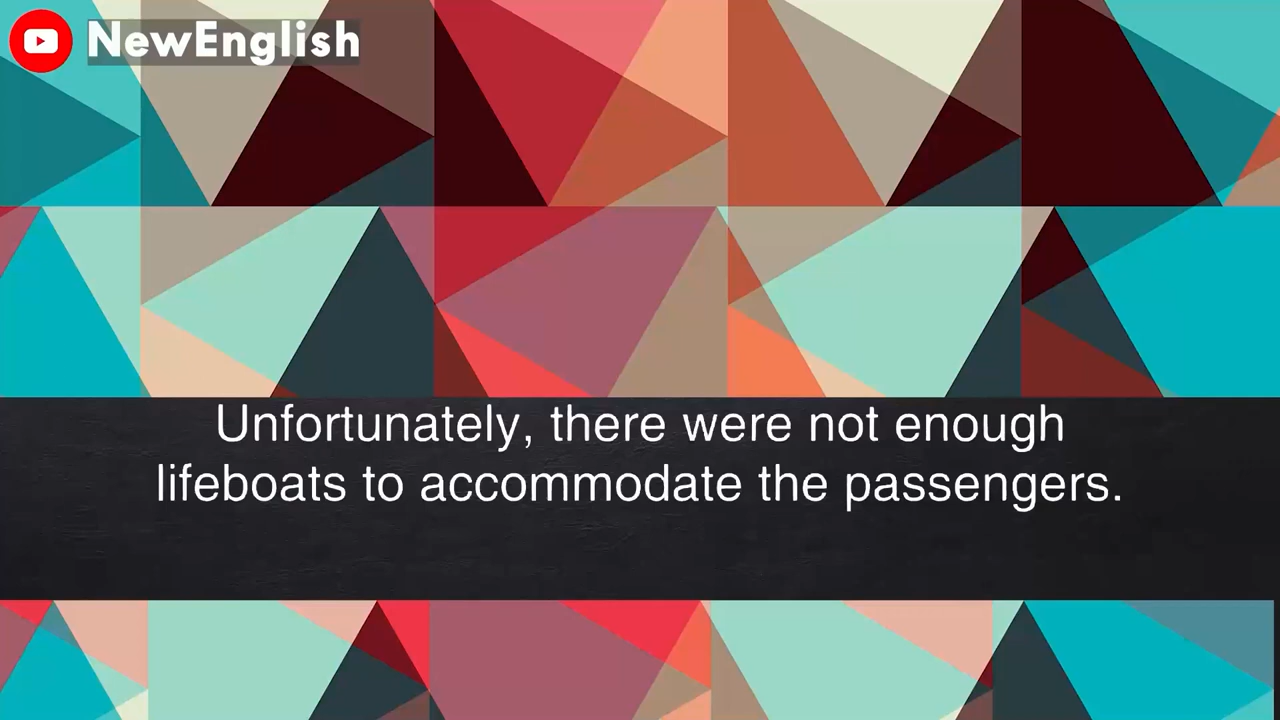 NewEnglish
Unfortunately, there were not enough
lifeboats to accommodate the passengers.